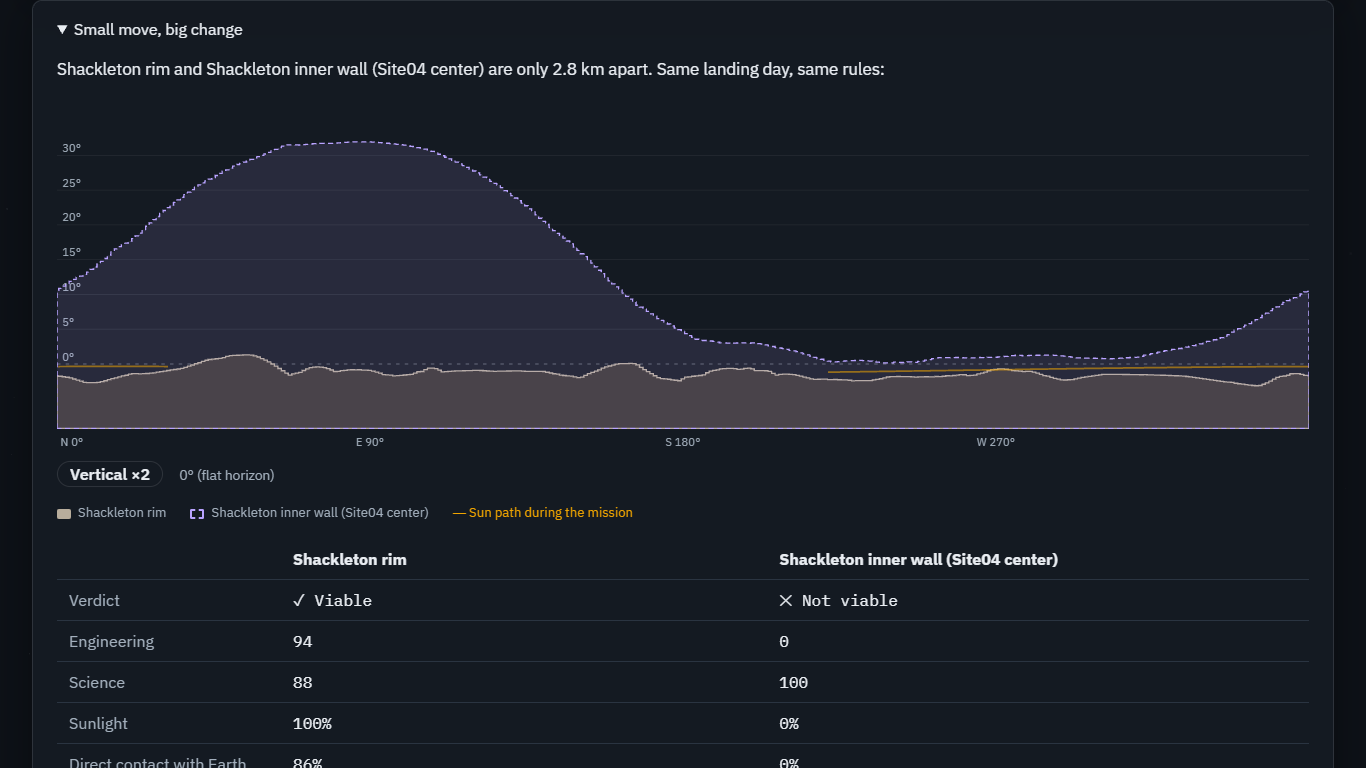 ▼ Small move, big change
Shackleton rim and Shackleton inner wall (Site04 center) are only 2.8 km apart. Same landing day, same rules:
30°
25°
20°
15°
10°
5°
0°
N 0° E 90° S 180° W 270°
Vertical ×2 0° (flat horizon)
Shackleton rim Shackleton inner wall (Site04 center) — Sun path during the mission
Shackleton rim Shackleton inner wall (Site04 center)
Verdict ✓ Viable ✕ Not viable
Engineering 94 0
Science 88 100
Sunlight 100% 0%
Direct contact with Earth 86% 0%